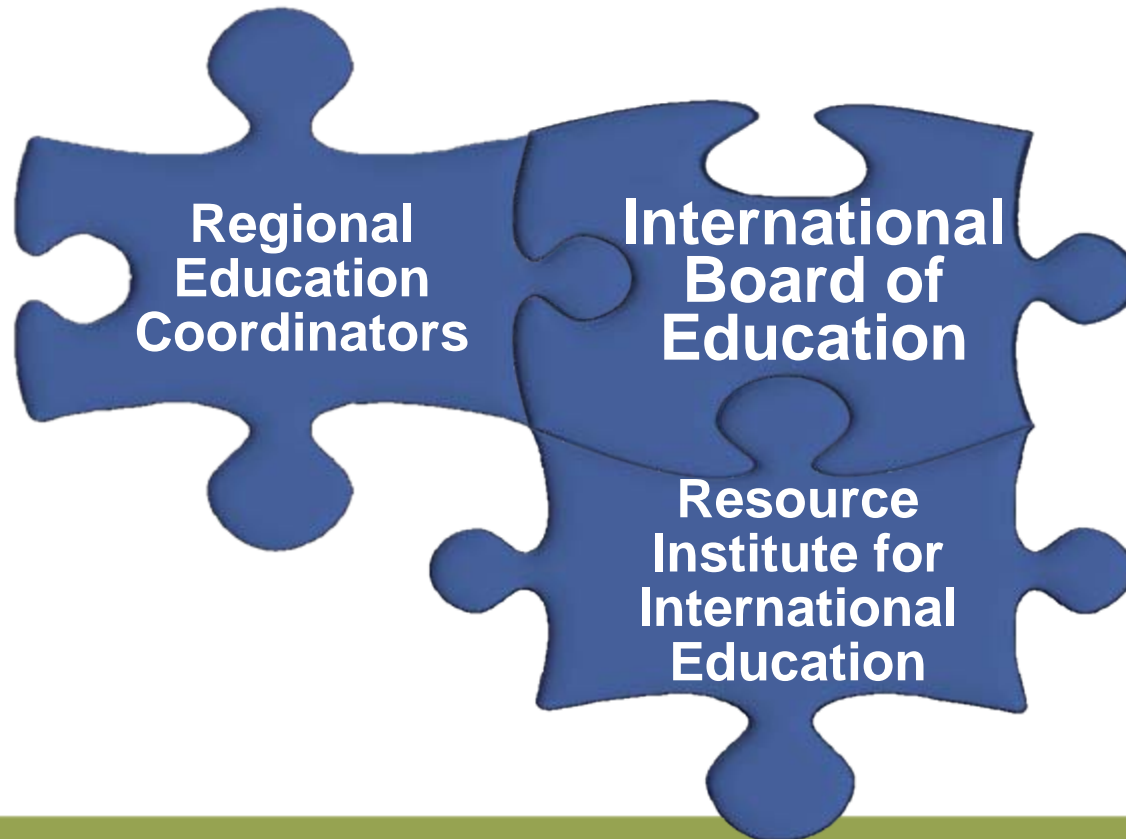 Regional
Education
Coordinators
International
Board of
Education
Resource
Institute for
International
Education